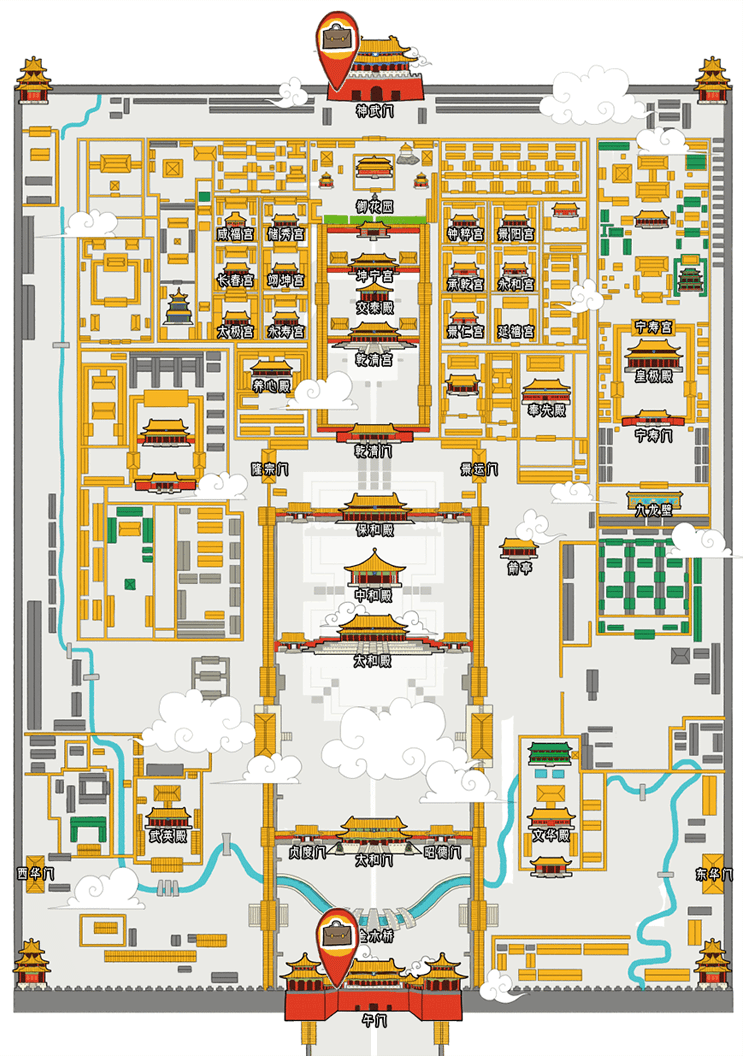 神武门
御花园
咸福宫
储秀宫
钟粹宫
景阳宫
长春宫
翊坤宫
坤宁宫
承乾宫
永和宫
交泰殿
太极殿
永寿宫
景仁宫
延禧宫
宁寿宫
乾清宫
皇极殿
养心殿
奉先殿
宁寿门
乾清门
隆宗门
景运门
九龙壁
保和殿
箭亭
中和殿
太和殿
武英殿
文华殿
贞度门
太和门
昭德门
西华门
东华门
水桥
午门